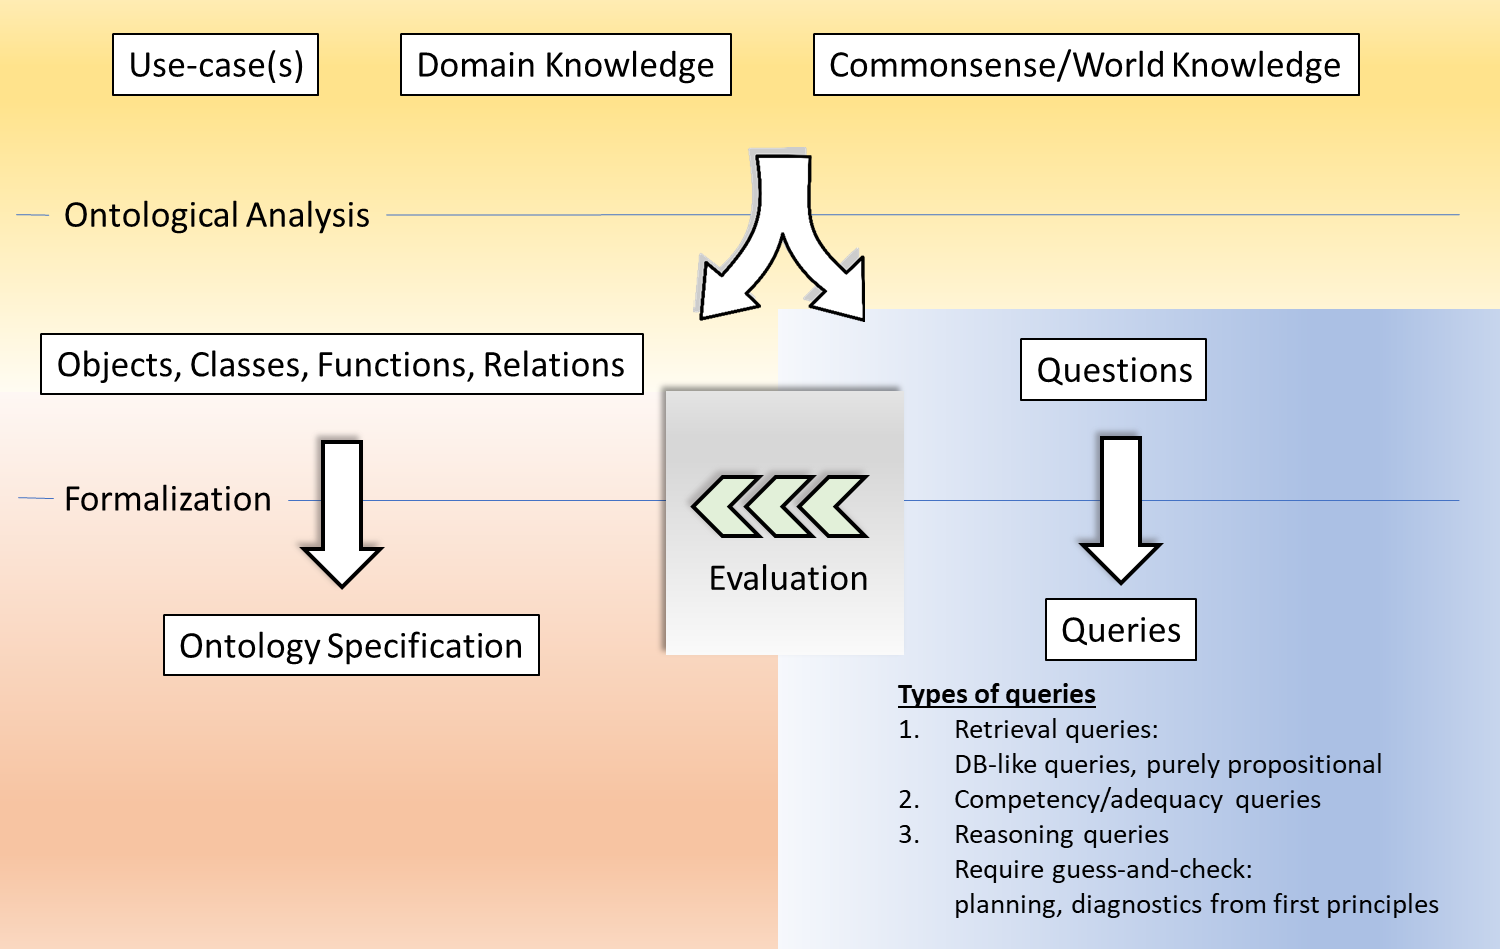 Use-case(s)
Domain Knowledge
Commonsense/World Knowledge
Ontological Analysis
Objects, Classes, Functions, Relations
Questions
Formalization
Evaluation
Ontology Specification
Queries
Types of queries
1. Retrieval queries:
DB-like queries, purely propositional
2. Competency/adequacy queries
3. Reasoning queries
Require guess-and-check:
planning, diagnostics from first principles